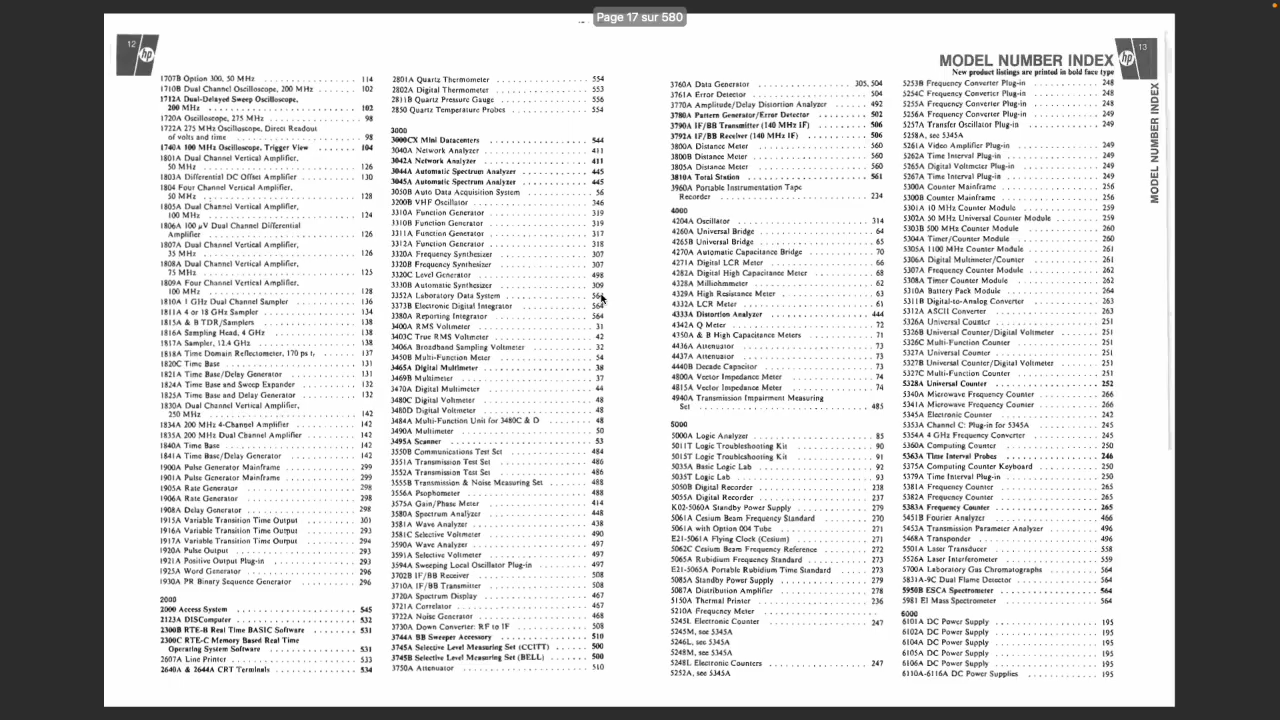 Page 17 sur 580
12
hp
1707B Option 300, 50 MHz 114
1710B Dual Channel Oscilloscope, 200 MHz 102
1712A Dual-Delayed Sweep Oscilloscope,
200 MHz 102
1720A Oscilloscope, 275 MHz 98
1722A 275 MHz Oscilloscope, Direct Readout
of volts and time 98
1740A 100 MHz Oscilloscope, Trigger View 104
1801A Dual Channel Vertical Amplifier,
50 MHz 126
1803A Differential DC Offset Amplifier 130
1804 Four Channel Vertical Amplifier,
50 MHz 128
1805A Dual Channel Vertical Amplifier,
100 MHz 124
1806A 100 µV Dual Channel Differential
Amplifier 126
1807A Dual Channel Vertical Amplifier,
35 MHz 126
1808A Dual Channel Vertical Amplifier,
75 MHz 125
1809A Four Channel Vertical Amplifier,
100 MHz 128
1810A 1 GHz Dual Channel Sampler 136
1811A 4 or 18 GHz Sampler 134
1815A & B TDR/Samplers 138
1816A Sampling Head, 4 GHz 138
1817A Sampler, 12.4 GHz 138
1818A Time Domain Reflectometer, 170 ps tr 137
1820C Time Base 131
1821A Time Base/Delay Generator 131
1824A Time Base and Sweep Expander 132
1825A Time Base and Delay Generator 132
1830A Dual Channel Vertical Amplifier,
250 MHz 142
1834A 200 MHz 4-Channel Amplifier 142
1835A 200 MHz Dual Channel Amplifier 142
1840A Time Base 142
1841A Time Base/Delay Generator 142
1900A Pulse Generator Mainframe 299
1901A Pulse Generator Mainframe 299
1905A Rate Generator 298
1906A Rate Generator 298
1908A Delay Generator 298
1915A Variable Transition Time Output 301
1916A Variable Transition Time Output 293
1917A Variable Transition Time Output 294
1920A Pulse Output 293
1921A Positive Output Plug-in 293
1925A Word Generator 296
1930A PR Binary Sequence Generator 296
2000
2000 Access System 545
2123A DISComputer 532
2300B RTE-B Real Time BASIC Software 531
2300C RTE-C Memory Based Real Time
Operating System Software 531
2607A Line Printer 533
2640A & 2644A CRT Terminals 534
2801A Quartz Thermometer 554
2802A Digital Thermometer 553
2811B Quartz Pressure Gauge 556
2850 Quartz Temperature Probes 554
3000
3000CX Mini Datacenters 544
3040A Network Analyzer 411
3042A Network Analyzer 411
3044A Automatic Spectrum Analyzer 445
3045A Automatic Spectrum Analyzer 445
3050B Auto Data Acquisition System 56
3200B VHF Oscillator 346
3310A Function Generator 319
3310B Function Generator 319
3311A Function Generator 317
3312A Function Generator 318
3320A Frequency Synthesizer 307
3320B Frequency Synthesizer 307
3320C Level Generator 498
3330B Automatic Synthesizer 309
3352A Laboratory Data System 564
3373B Electronic Digital Integrator 564
3380A Reporting Integrator 564
3400A RMS Voltmeter 31
3403C True RMS Voltmeter 42
3406A Broadband Sampling Voltmeter 32
3450B Multi-Function Meter 54
3465A Digital Multimeter 38
3469B Multimeter 37
3470A Digital Multimeter 44
3480C Digital Voltmeter 48
3480D Digital Voltmeter 48
3484A Multi-Function Unit for 3480C & D 48
3490A Multimeter 50
3495A Scanner 53
3550B Communications Test Set 484
3551A Transmission Test Set 486
3552A Transmission Test Set 486
3555B Transmission & Noise Measuring Set 488
3556A Psophometer 488
3575A Gain/Phase Meter 414
3580A Spectrum Analyzer 448
3581A Wave Analyzer 438
3581C Selective Voltmeter 490
3590A Wave Analyzer 497
3591A Selective Voltmeter 497
3594A Sweeping Local Oscillator Plug-in 497
3702B IF/BB Receiver 508
3710A IF/BB Transmitter 508
3720A Spectrum Display 467
3721A Correlator 467
3722A Noise Generator 468
3730A Down Converter: RF to IF 508
3744A BB Sweeper Accessory 510
3745A Selective Level Measuring Set (CCITT) 500
3745B Selective Level Measuring Set (BELL) 500
3750A Attenuator 510
13
hp
MODEL NUMBER INDEX
New product listings are printed in bold face type
MODEL NUMBER INDEX
3760A Data Generator 305, 504
3761A Error Detector 504
3770A Amplitude/Delay Distortion Analyzer 492
3780A Pattern Generator/Error Detector 502
3790A IF/BB Transmitter (140 MHz IF) 506
3792A IF/BB Receiver (140 MHz IF) 506
3800A Distance Meter 560
3800B Distance Meter 560
3805A Distance Meter 560
3810A Total Station 561
3960A Portable Instrumentation Tape
Recorder 234
4000
4204A Oscillator 314
4260A Universal Bridge 64
4265B Universal Bridge 65
4270A Automatic Capacitance Bridge 70
4271A Digital LCR Meter 66
4282A Digital High Capacitance Meter 68
4328A Milliohmmeter 62
4329A High Resistance Meter 63
4332A LCR Meter 61
4333A Distortion Analyzer 444
4342A Q Meter 72
4350A & B High Capacitance Meters 71
4436A Attenuator 73
4437A Attenuator 73
4440B Decade Capacitor 73
4800A Vector Impedance Meter 74
4815A Vector Impedance Meter 74
4940A Transmission Impairment Measuring
Set 485
5000
5000A Logic Analyzer 85
5011T Logic Troubleshooting Kit 90
5015T Logic Troubleshooting Kit 91
5035A Basic Logic Lab 92
5035T Logic Lab 93
5050B Digital Recorder 238
5055A Digital Recorder 237
K02-5060A Standby Power Supply 279
5061A Cesium Beam Frequency Standard 270
5061A with Option 004 Tube 271
E21-5061A Flying Clock (Cesium) 271
5062C Cesium Beam Frequency Reference 272
5065A Rubidium Frequency Standard 273
E21-5065A Portable Rubidium Time Standard 273
5085A Standby Power Supply 279
5087A Distribution Amplifier 278
5150A Thermal Printer 236
5210A Frequency Meter
5245L Electronic Counter 247
5245M, see 5345A
5246L, see 5345A
5248M, see 5345A
5248L Electronic Counters 247
5252A, see 5345A
5253B Frequency Converter Plug-in 248
5254C Frequency Converter Plug-in 248
5255A Frequency Converter Plug-in 248
5256A Frequency Converter Plug-in 249
5257A Transfer Oscillator Plug-in 249
5258A, see 5345A
5261A Video Amplifier Plug-in 249
5262A Time Interval Plug-in 249
5265A Digital Voltmeter Plug-in 249
5267A Time Interval Plug-in 249
5300A Counter Mainframe 256
5300B Counter Mainframe 256
5301A 10 MHz Counter Module 259
5302A 50 MHz Universal Counter Module 259
5303B 500 MHz Counter Module 260
5304A Timer/Counter Module 260
5305A 1100 MHz Counter Module 261
5306A Digital Multimeter/Counter 261
5307A Frequency Counter Module 262
5308A Timer Counter Module 262
5310A Battery Pack Module 264
5311B Digital-to-Analog Converter 263
5312A ASCII Converter 263
5326A Universal Counter 251
5326B Universal Counter/Digital Voltmeter 251
5326C Multi-Function Counter 251
5327A Universal Counter 251
5327B Universal Counter/Digital Voltmeter 251
5327C Multi-Function Counter 251
5328A Universal Counter 252
5340A Microwave Frequency Counter 266
5341A Microwave Frequency Counter 266
5345A Electronic Counter 242
5353A Channel C: Plug-in for 5345A 245
5354A 4 GHz Frequency Converter 245
5360A Computing Counter 250
5363A Time Interval Probes 246
5375A Computing Counter Keyboard 250
5379A Time Interval Plug-in 250
5381A Frequency Counter 265
5382A Frequency Counter 265
5383A Frequency Counter 265
5451B Fourier Analyzer 466
5453A Transmission Parameter Analyzer 496
5468A Transponder 496
5501A Laser Transducer 558
5526A Laser Interferometer 559
5700A Laboratory Gas Chromatographs 564
5831A-9C Dual Flame Detector 564
5950B ESCA Spectrometer 564
5981 EI Mass Spectrometer 564
6000
6101A DC Power Supply 195
6102A DC Power Supply 195
6104A DC Power Supply 195
6105A DC Power Supply 195
6106A DC Power Supply 195
6110A-6116A DC Power Supplies 195